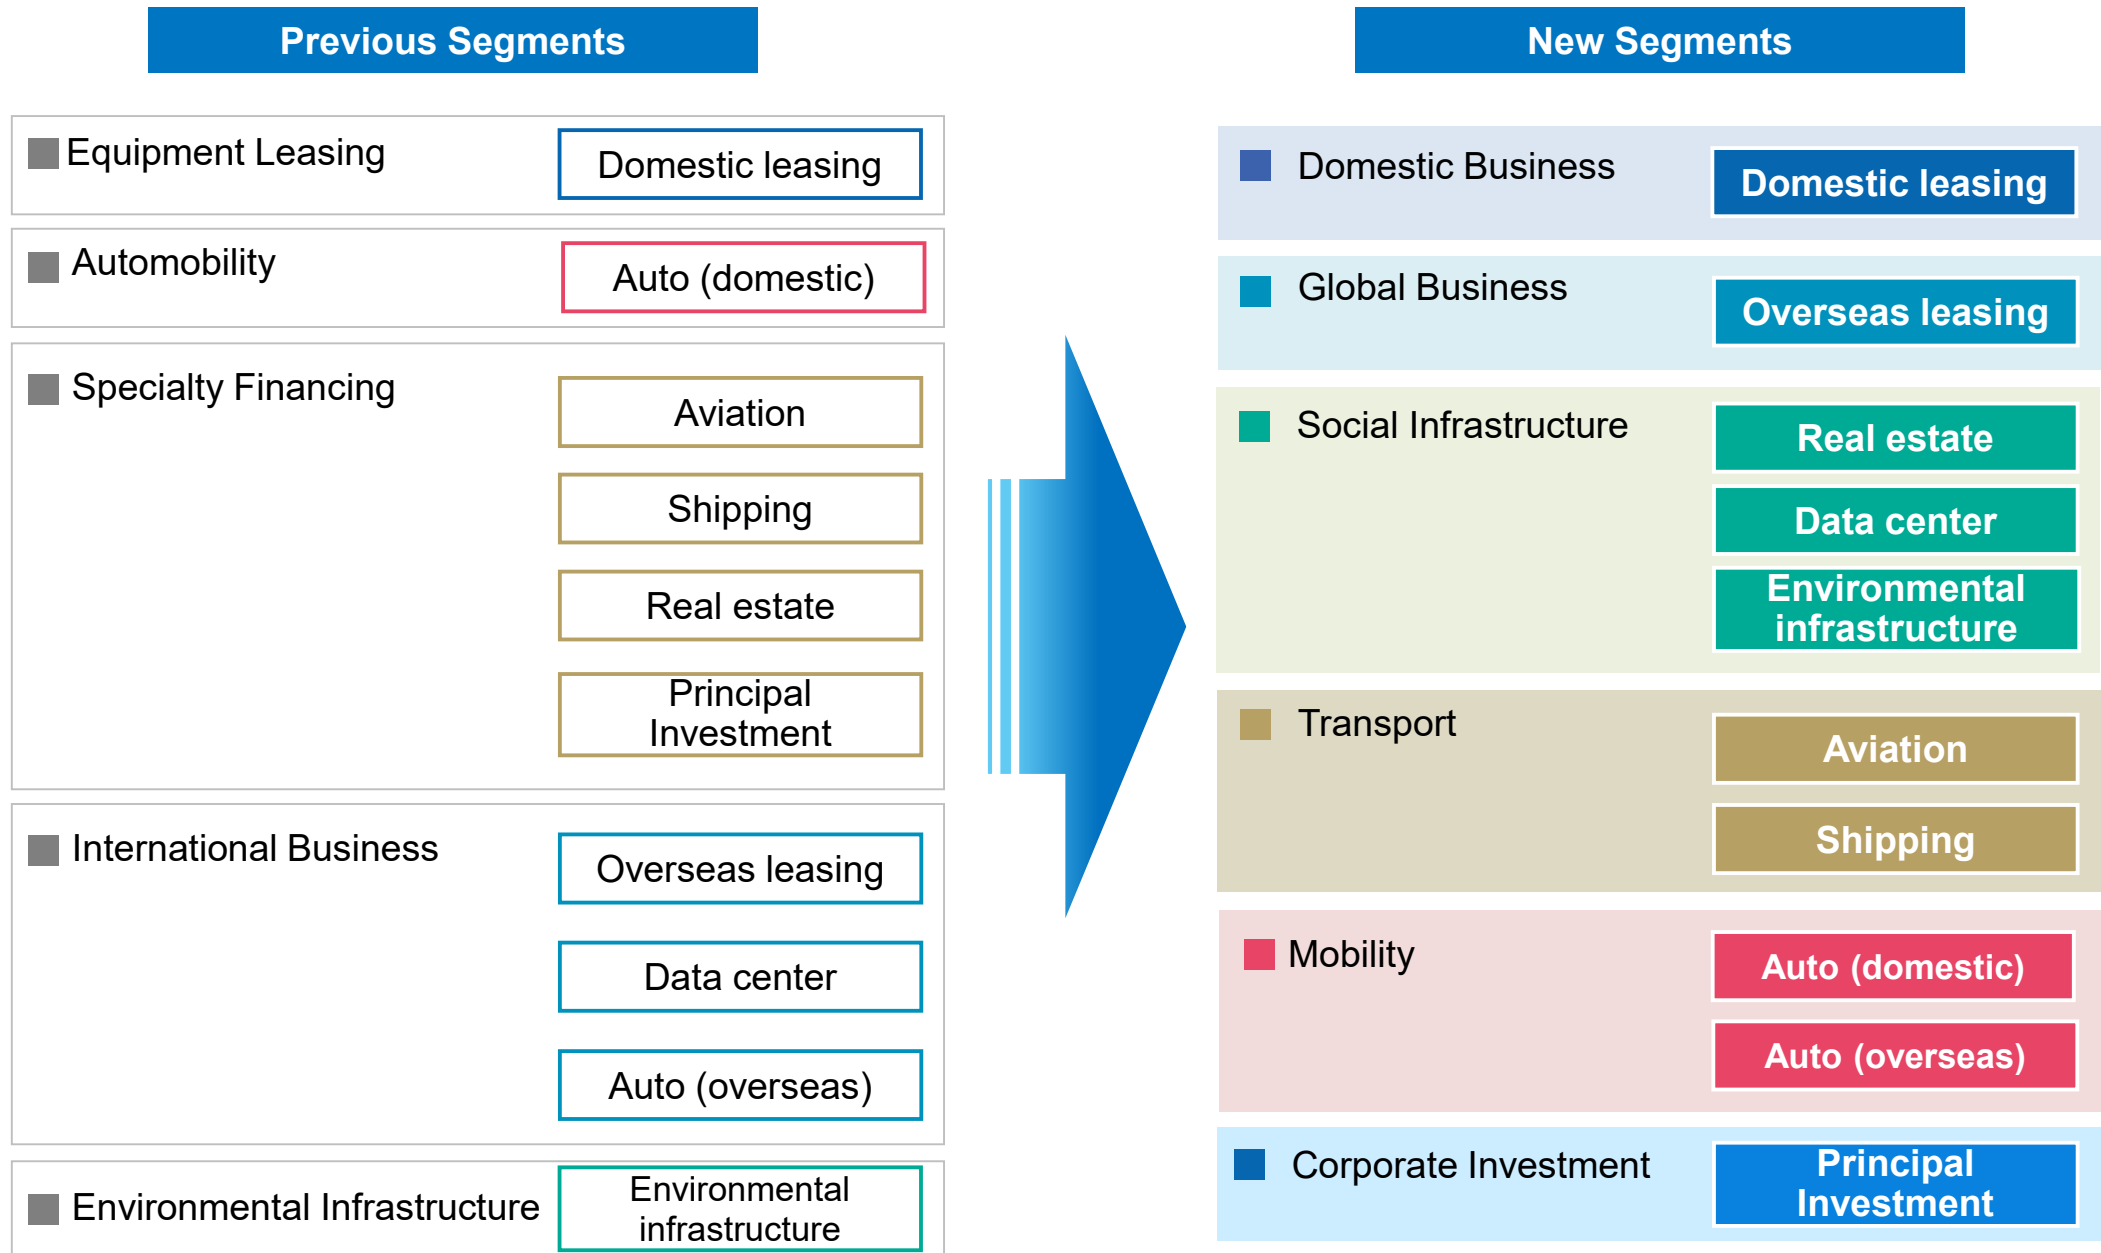 Previous Segments
Equipment Leasing
Domestic leasing
Automobility
Auto (domestic)
Specialty Financing
Aviation
Shipping
Real estate
Principal
Investment
International Business
Overseas leasing
Data center
Auto (overseas)
Environmental Infrastructure
Environmental
infrastructure
New Segments
Domestic Business
Domestic leasing
Global Business
Overseas leasing
Social Infrastructure
Real estate
Data center
Environmental
infrastructure
Transport
Aviation
Shipping
Mobility
Auto (domestic)
Auto (overseas)
Corporate Investment
Principal
Investment